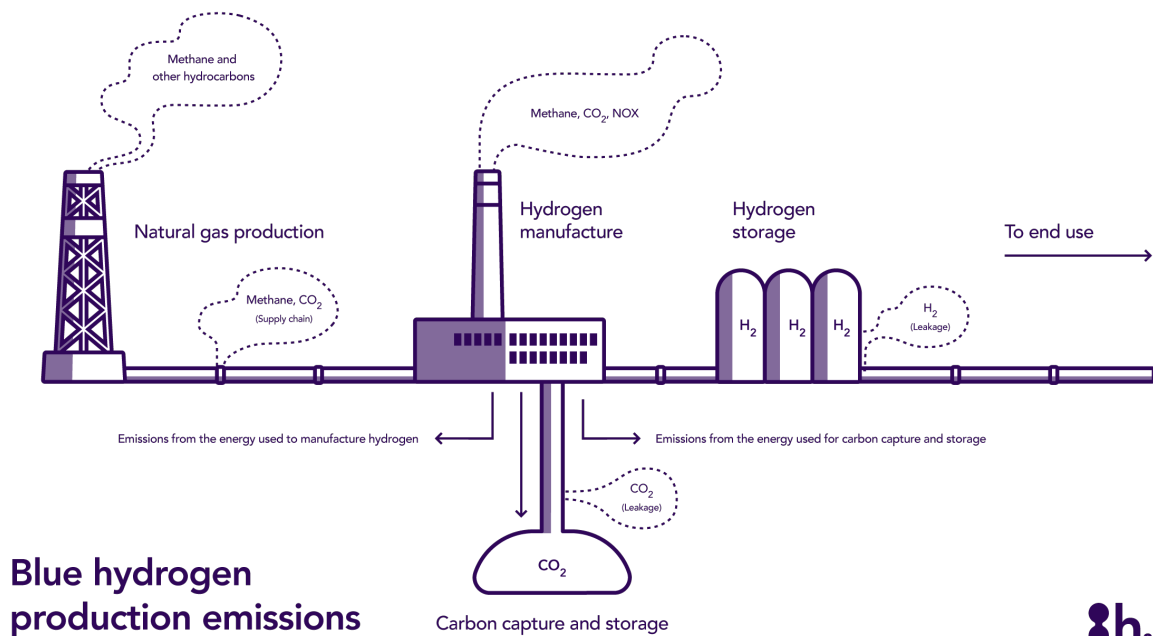 Methane and
other hydrocarbons
Methane, CO₂, NOX
Natural gas production
Hydrogen
manufacture
Hydrogen
storage
To end use
Methane, CO₂
(Supply chain)
H₂
(Leakage)
H₂ H₂ H₂
Emissions from the energy used to manufacture hydrogen
Emissions from the energy used for carbon capture and storage
CO₂
(Leakage)
CO₂
Blue hydrogen
production emissions
Carbon capture and storage
h.